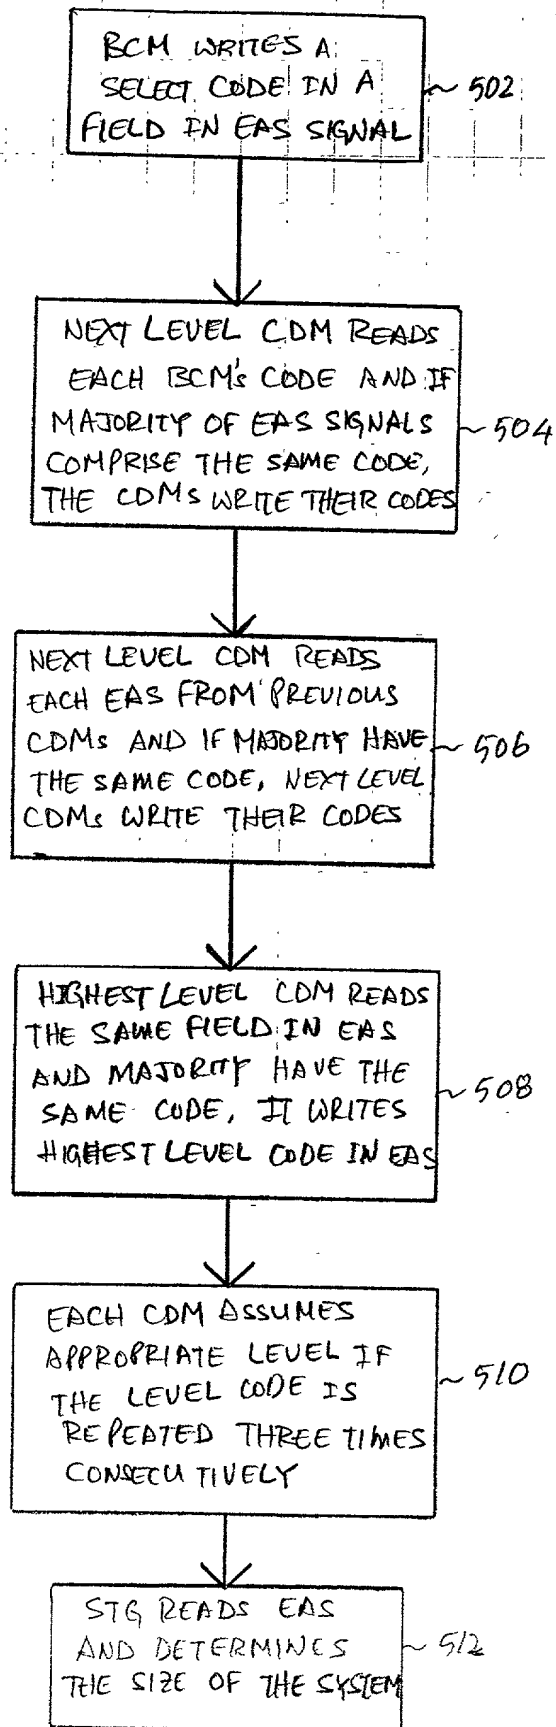 BCM WRITES A
SELECT CODE IN A
FIELD IN EAS SIGNAL
502
NEXT LEVEL CDM READS
EACH BCM's CODE AND IF
MAJORITY OF EAS SIGNALS
COMPRISE THE SAME CODE,
THE CDMs WRITE THEIR CODES
504
NEXT LEVEL CDM READS
EACH EAS FROM PREVIOUS
CDMs AND IF MAJORITY HAVE
THE SAME CODE, NEXT LEVEL
CDMs WRITE THEIR CODES
506
HIGHEST LEVEL CDM READS
THE SAME FIELD IN EAS
AND MAJORITY HAVE THE
SAME CODE, IT WRITES
HIGHEST LEVEL CODE IN EAS
508
EACH CDM ASSUMES
APPROPRIATE LEVEL IF
THE LEVEL CODE IS
REPEATED THREE TIMES
CONSECUTIVELY
510
STG READS EAS
AND DETERMINES
THE SIZE OF THE SYSTEM
512